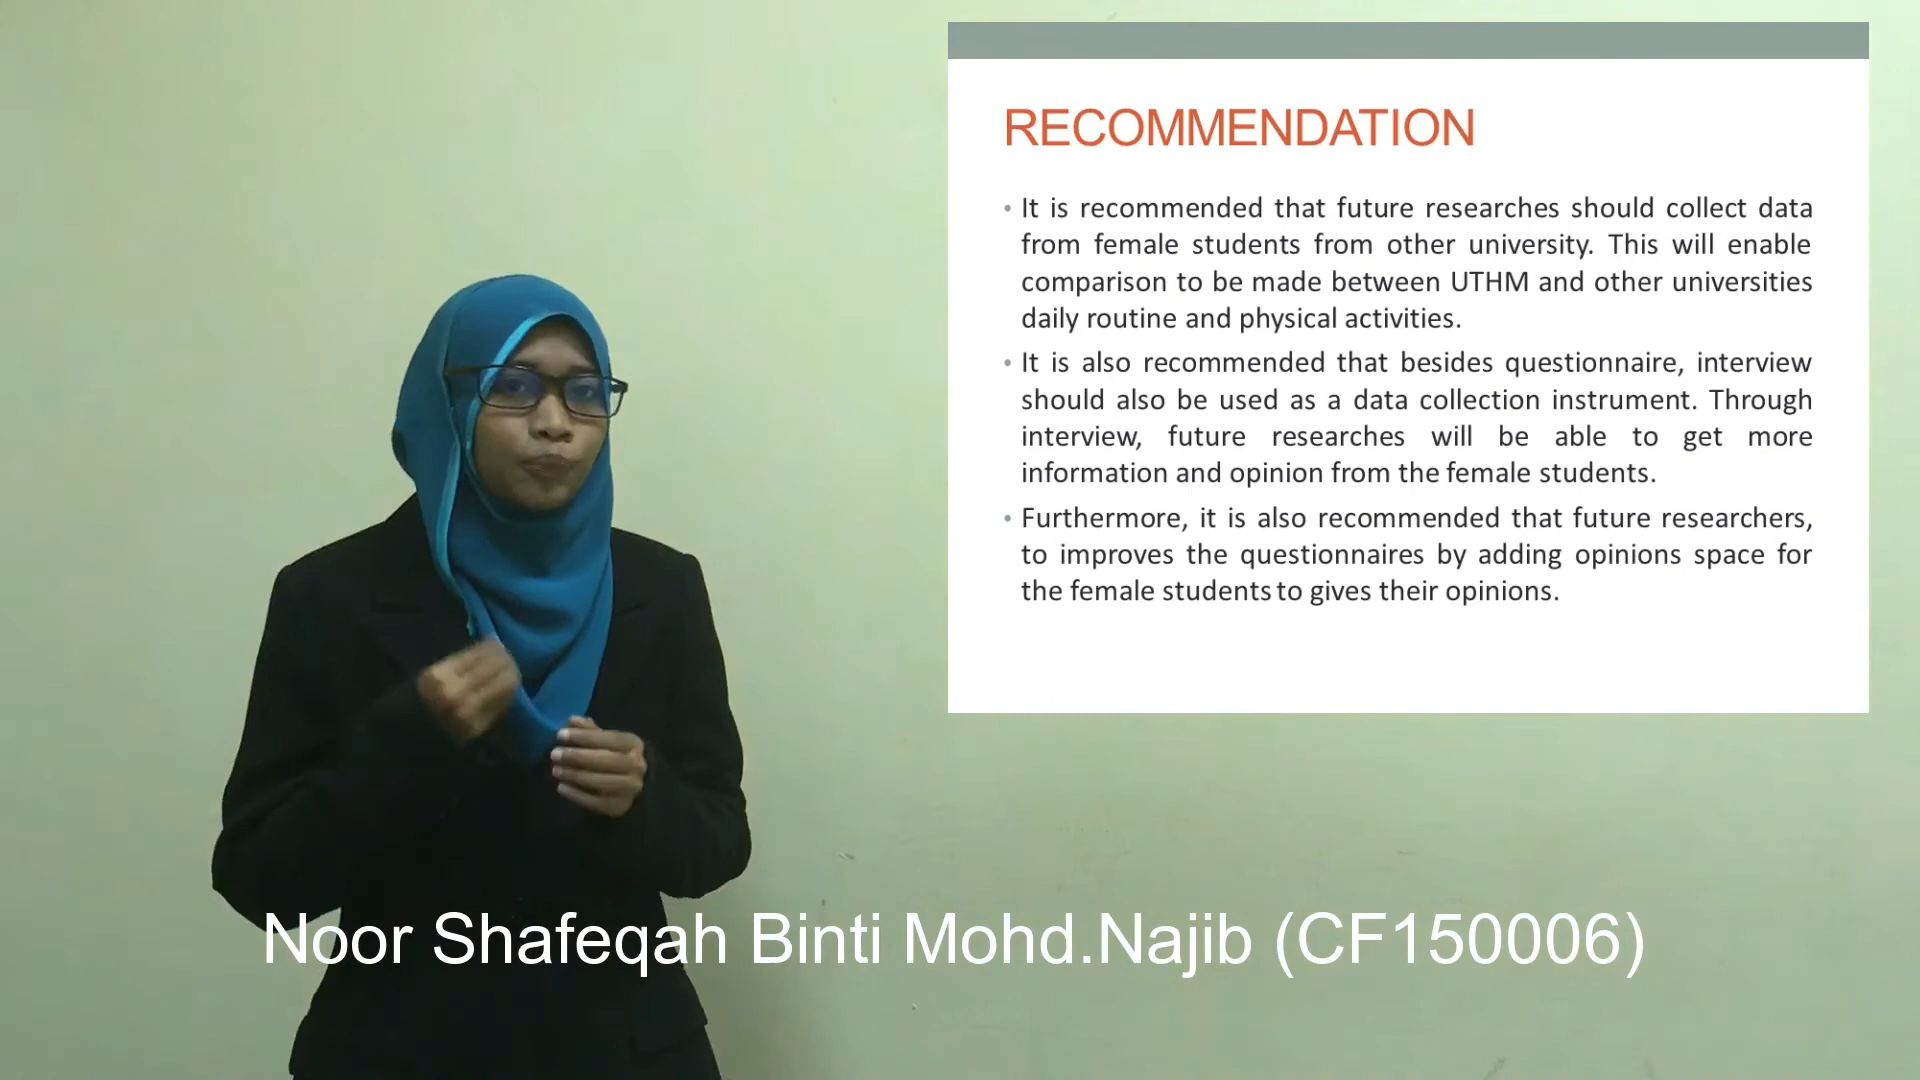 RECOMMENDATION
• It is recommended that future researches should collect data
from female students from other university. This will enable
comparison to be made between UTHM and other universities
daily routine and physical activities.
• It is also recommended that besides questionnaire, interview
should also be used as a data collection instrument. Through
interview, future researches will be able to get more
information and opinion from the female students.
• Furthermore, it is also recommended that future researchers,
to improves the questionnaires by adding opinions space for
the female students to gives their opinions.
Noor Shafeqah Binti Mohd.Najib (CF150006)